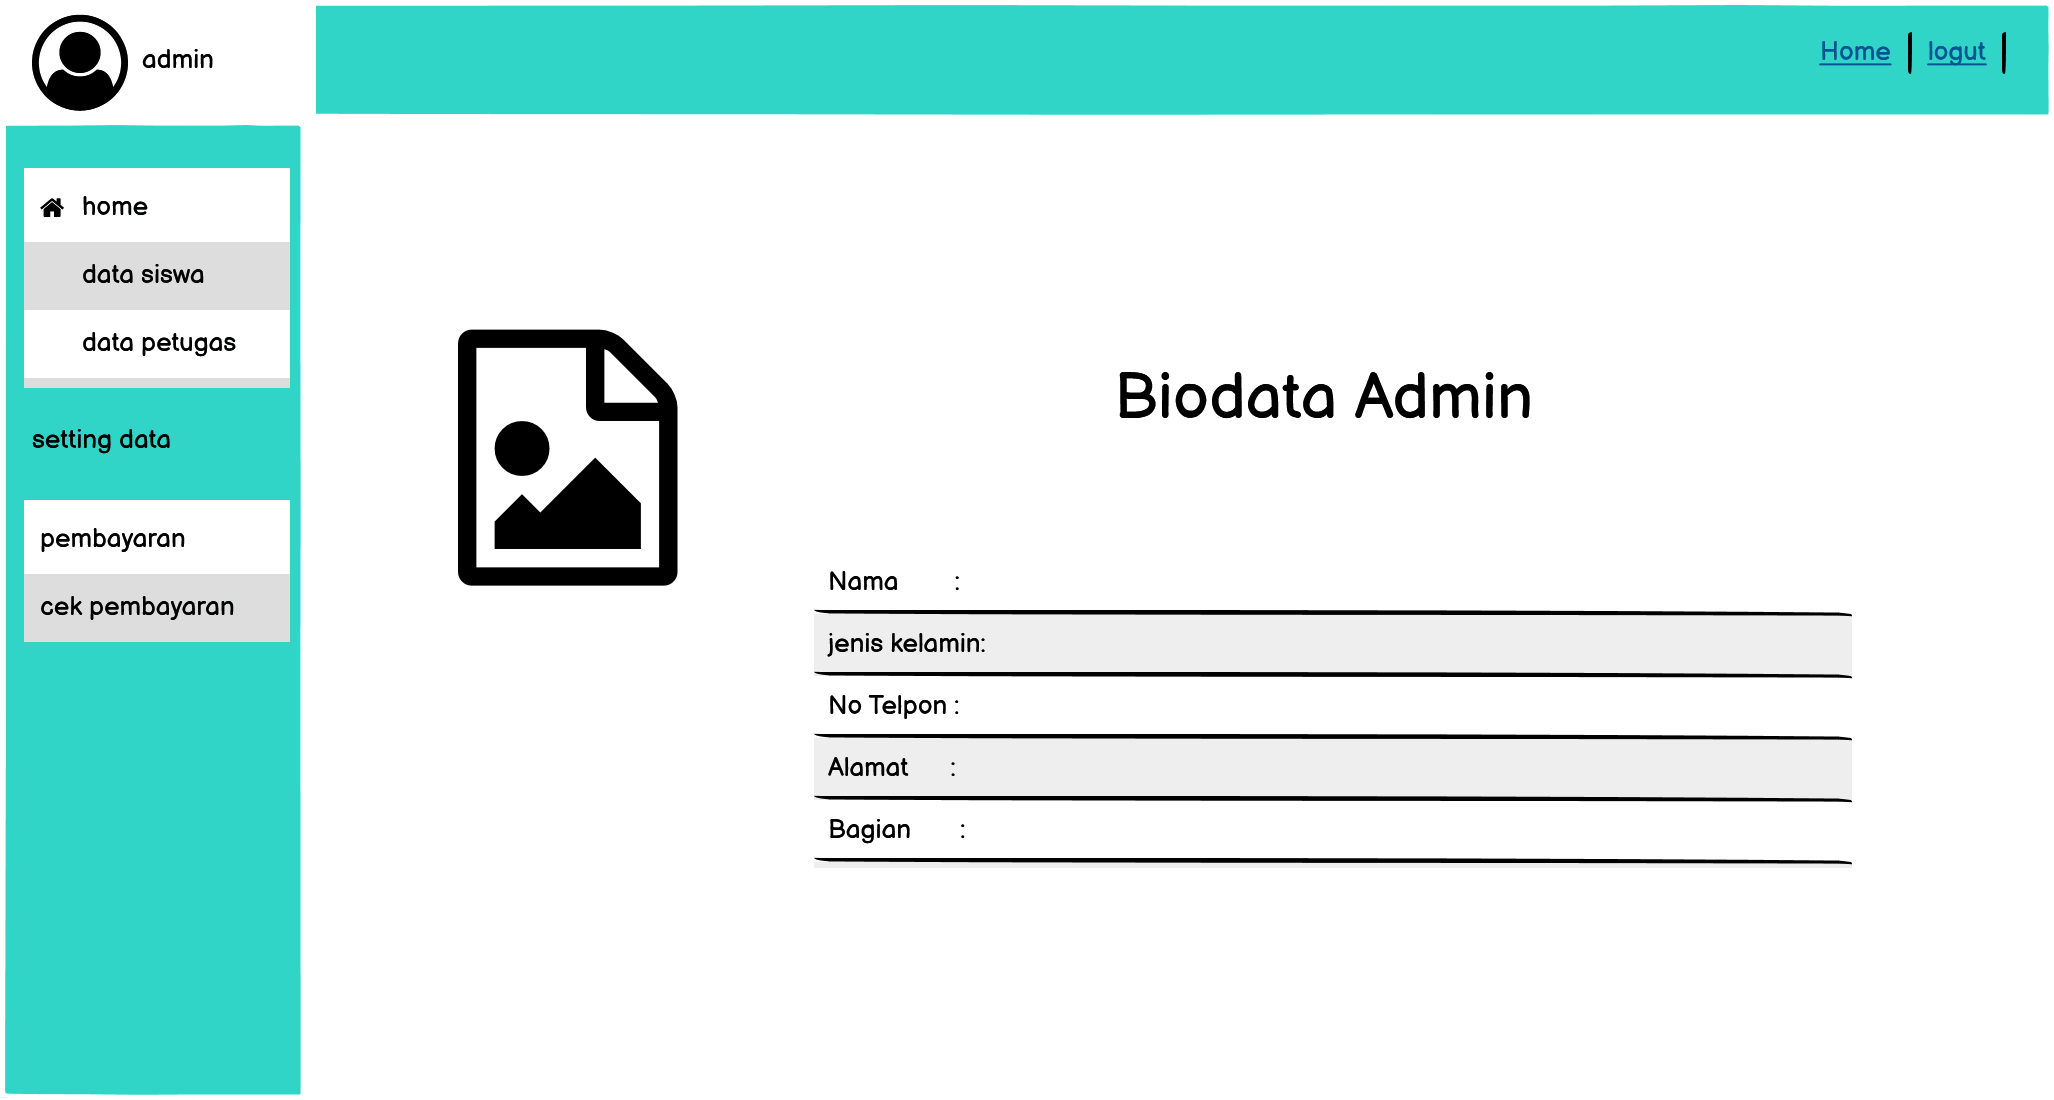 admin
Home
logut
home
data siswa
data petugas
setting data
pembayaran
cek pembayaran
Biodata Admin
Nama :
jenis kelamin:
No Telpon :
Alamat :
Bagian :